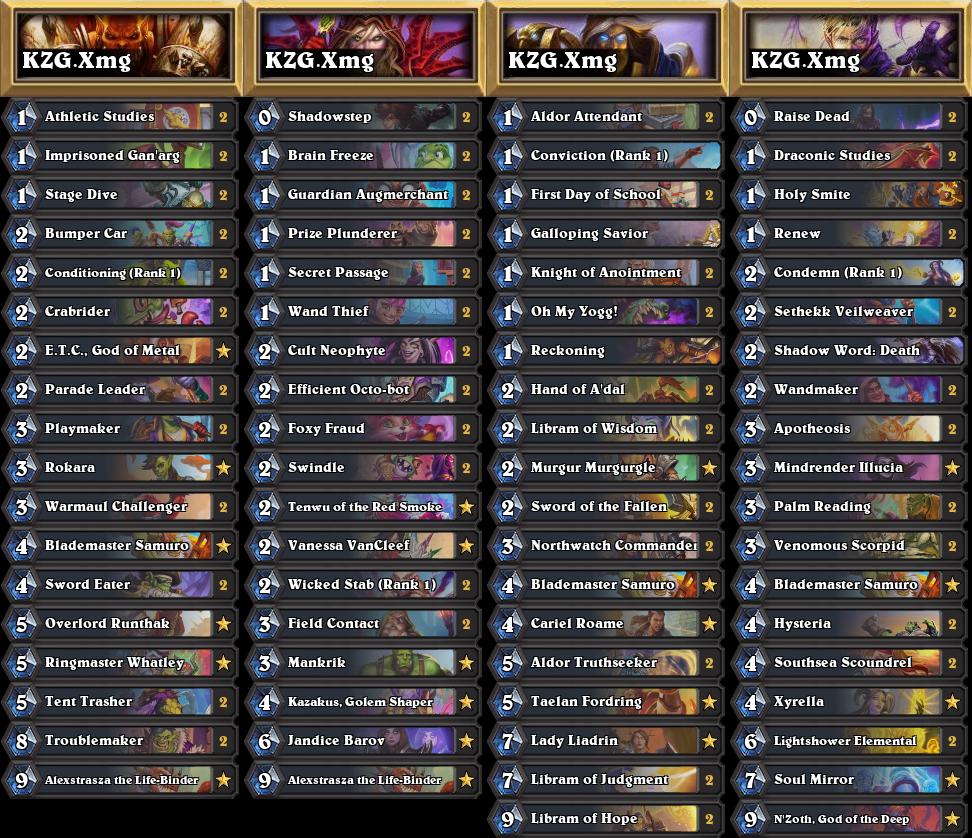 KZG.Xmg
1 Athletic Studies 2
1 Imprisoned Gan'arg 2
1 Stage Dive 2
2 Bumper Car 2
2 Conditioning (Rank 1) 2
2 Crabrider 2
2 E.T.C., God of Metal
2 Parade Leader 2
3 Playmaker 2
3 Rokara
3 Warmaul Challenger 2
4 Blademaster Samuro
4 Sword Eater 2
5 Overlord Runthak
5 Ringmaster Whatley
5 Tent Trasher 2
8 Troublemaker 2
9 Alexstrasza the Life-Binder
KZG.Xmg
0 Shadowstep 2
1 Brain Freeze 2
1 Guardian Augmerchant 2
1 Prize Plunderer 2
1 Secret Passage 2
1 Wand Thief 2
2 Cult Neophyte 2
2 Efficient Octo-bot 2
2 Foxy Fraud 2
2 Swindle 2
2 Tenwu of the Red Smoke
2 Vanessa VanCleef
2 Wicked Stab (Rank 1) 2
3 Field Contact 2
3 Mankrik
4 Kazakus, Golem Shaper
6 Jandice Barov
9 Alexstrasza the Life-Binder
KZG.Xmg
1 Aldor Attendant 2
1 Conviction (Rank 1)
1 First Day of School 2
1 Galloping Savior
1 Knight of Anointment 2
1 Oh My Yogg! 2
1 Reckoning
2 Hand of A'dal 2
2 Libram of Wisdom 2
2 Murgur Murgurgle
2 Sword of the Fallen 2
3 Northwatch Commander 2
4 Blademaster Samuro
4 Cariel Roame
5 Aldor Truthseeker 2
5 Taelan Fordring
7 Lady Liadrin
7 Libram of Judgment 2
9 Libram of Hope 2
KZG.Xmg
0 Raise Dead 2
1 Draconic Studies 2
1 Holy Smite 2
1 Renew 2
2 Condemn (Rank 1)
2 Sethekk Veilweaver 2
2 Shadow Word: Death
2 Wandmaker 2
3 Apotheosis 2
3 Mindrender Illucia
3 Palm Reading 2
3 Venomous Scorpid 2
4 Blademaster Samuro
4 Hysteria 2
4 Southsea Scoundrel 2
4 Xyrella
6 Lightshower Elemental 2
7 Soul Mirror
9 N'Zoth, God of the Deep